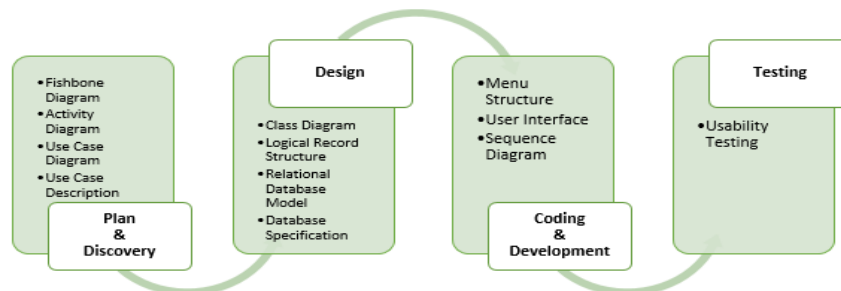 •Fishbone
Diagram
•Activity
Diagram
•Use Case
Diagram
•Use Case
Description
Plan
&
Discovery
Design
•Class Diagram
•Logical Record
Structure
•Relational
Database
Model
•Database
Specification
•Menu
Structure
•User Interface
•Sequence
Diagram
Coding
&
Development
Testing
•Usability
Testing